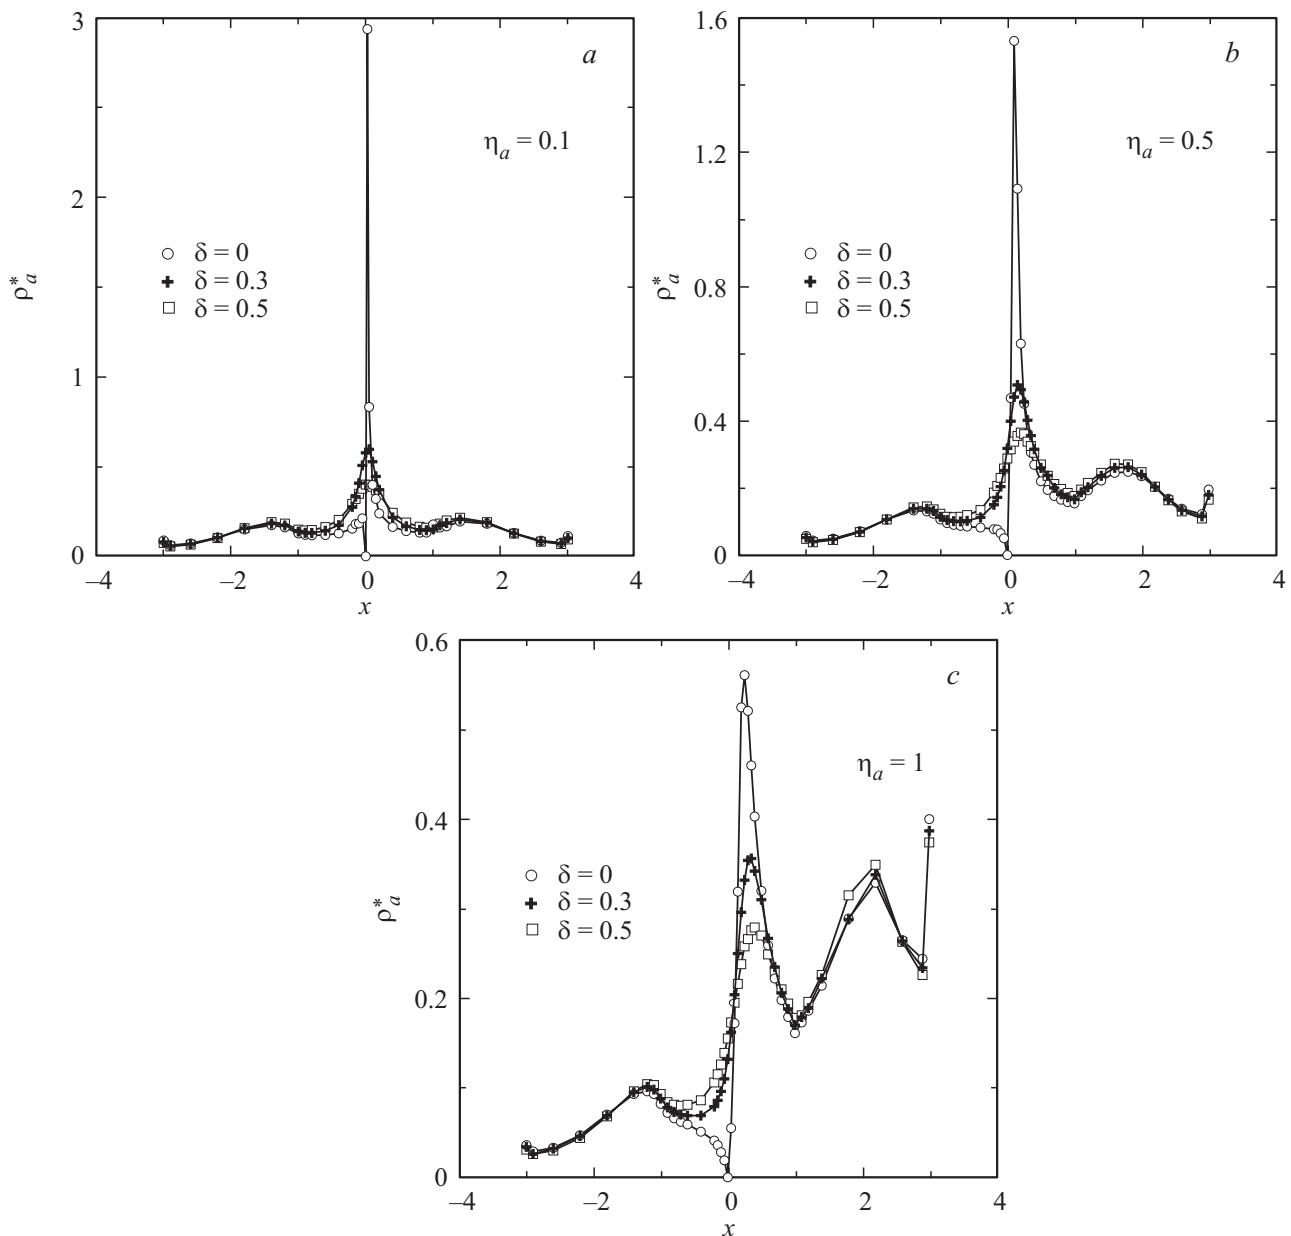 3
a
η_a = 0.1
2
δ = 0
δ = 0.3
δ = 0.5
ρ*_a
1
0
–4
–2
0
2
4
x
1.6
b
η_a = 0.5
1.2
δ = 0
δ = 0.3
δ = 0.5
ρ*_a
0.8
0.4
0
–4
–2
0
2
4
x
0.6
c
η_a = 1
0.4
δ = 0
δ = 0.3
δ = 0.5
ρ*_a
0.2
0
–4
–2
0
2
4
x